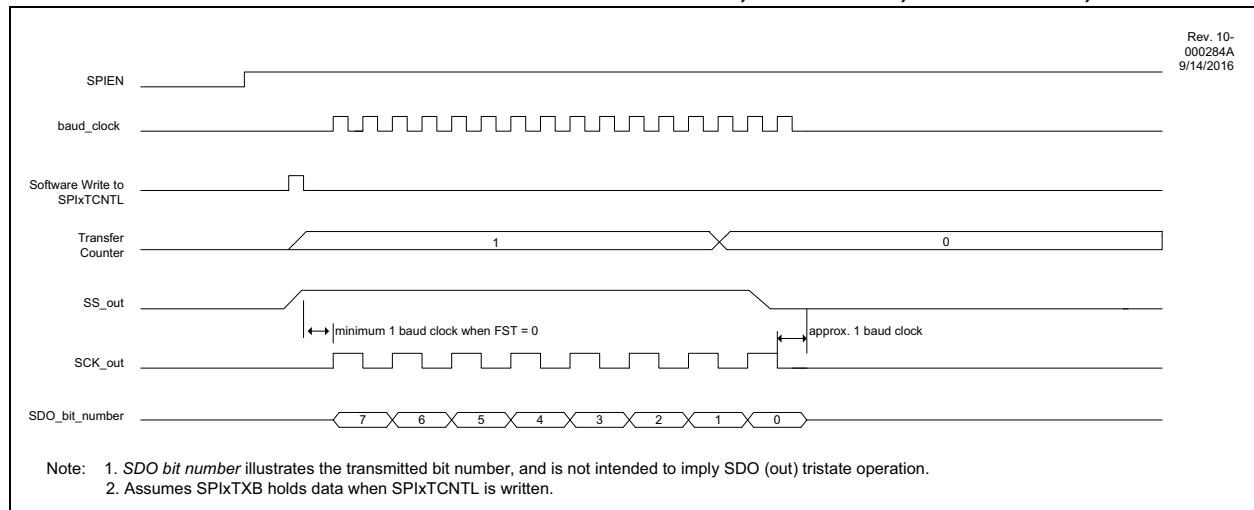 Rev. 10-
000284A
9/14/2016
SPIEN
baud_clock
Software Write to
SPIxTCNTL
Transfer
Counter
1
0
SS_out
minimum 1 baud clock when FST = 0
approx. 1 baud clock
SCK_out
SDO_bit_number
7 6 5 4 3 2 1 0
Note: 1. SDO bit number illustrates the transmitted bit number, and is not intended to imply SDO (out) tristate operation.
2. Assumes SPIxTXB holds data when SPIxTCNTL is written.